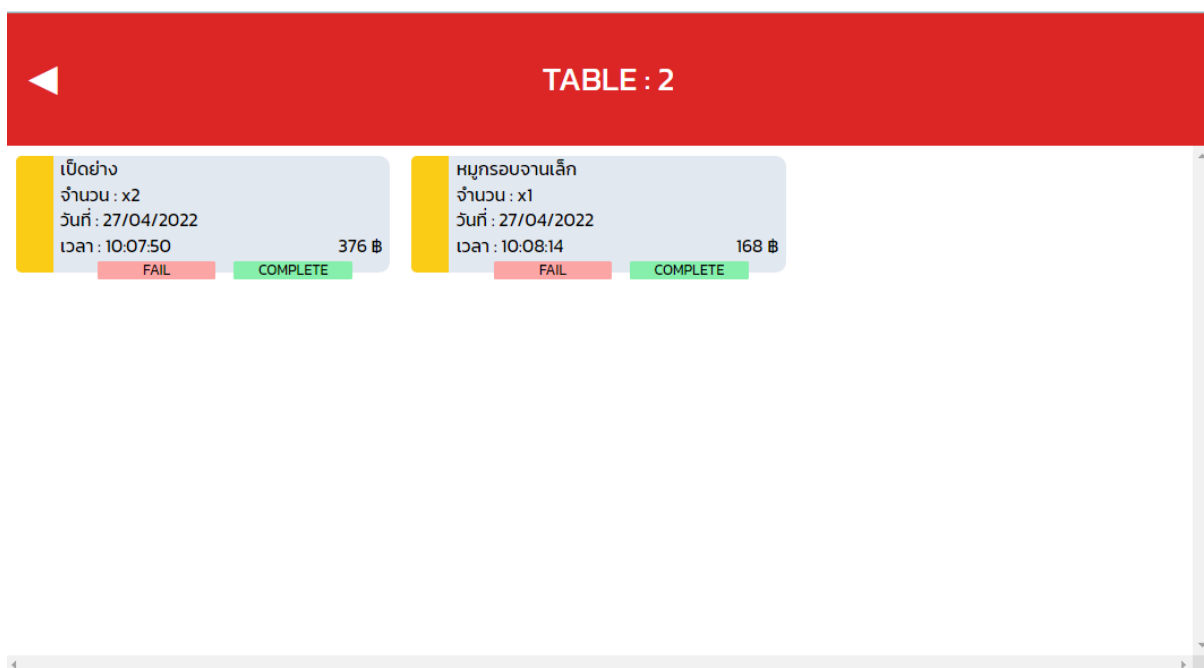 TABLE : 2
เป็ดย่าง
จำนวน : x2
วันที่ : 27/04/2022
เวลา : 10:07:50 376 ฿
FAIL COMPLETE
หมูกรอบจานเล็ก
จำนวน : x1
วันที่ : 27/04/2022
เวลา : 10:08:14 168 ฿
FAIL COMPLETE